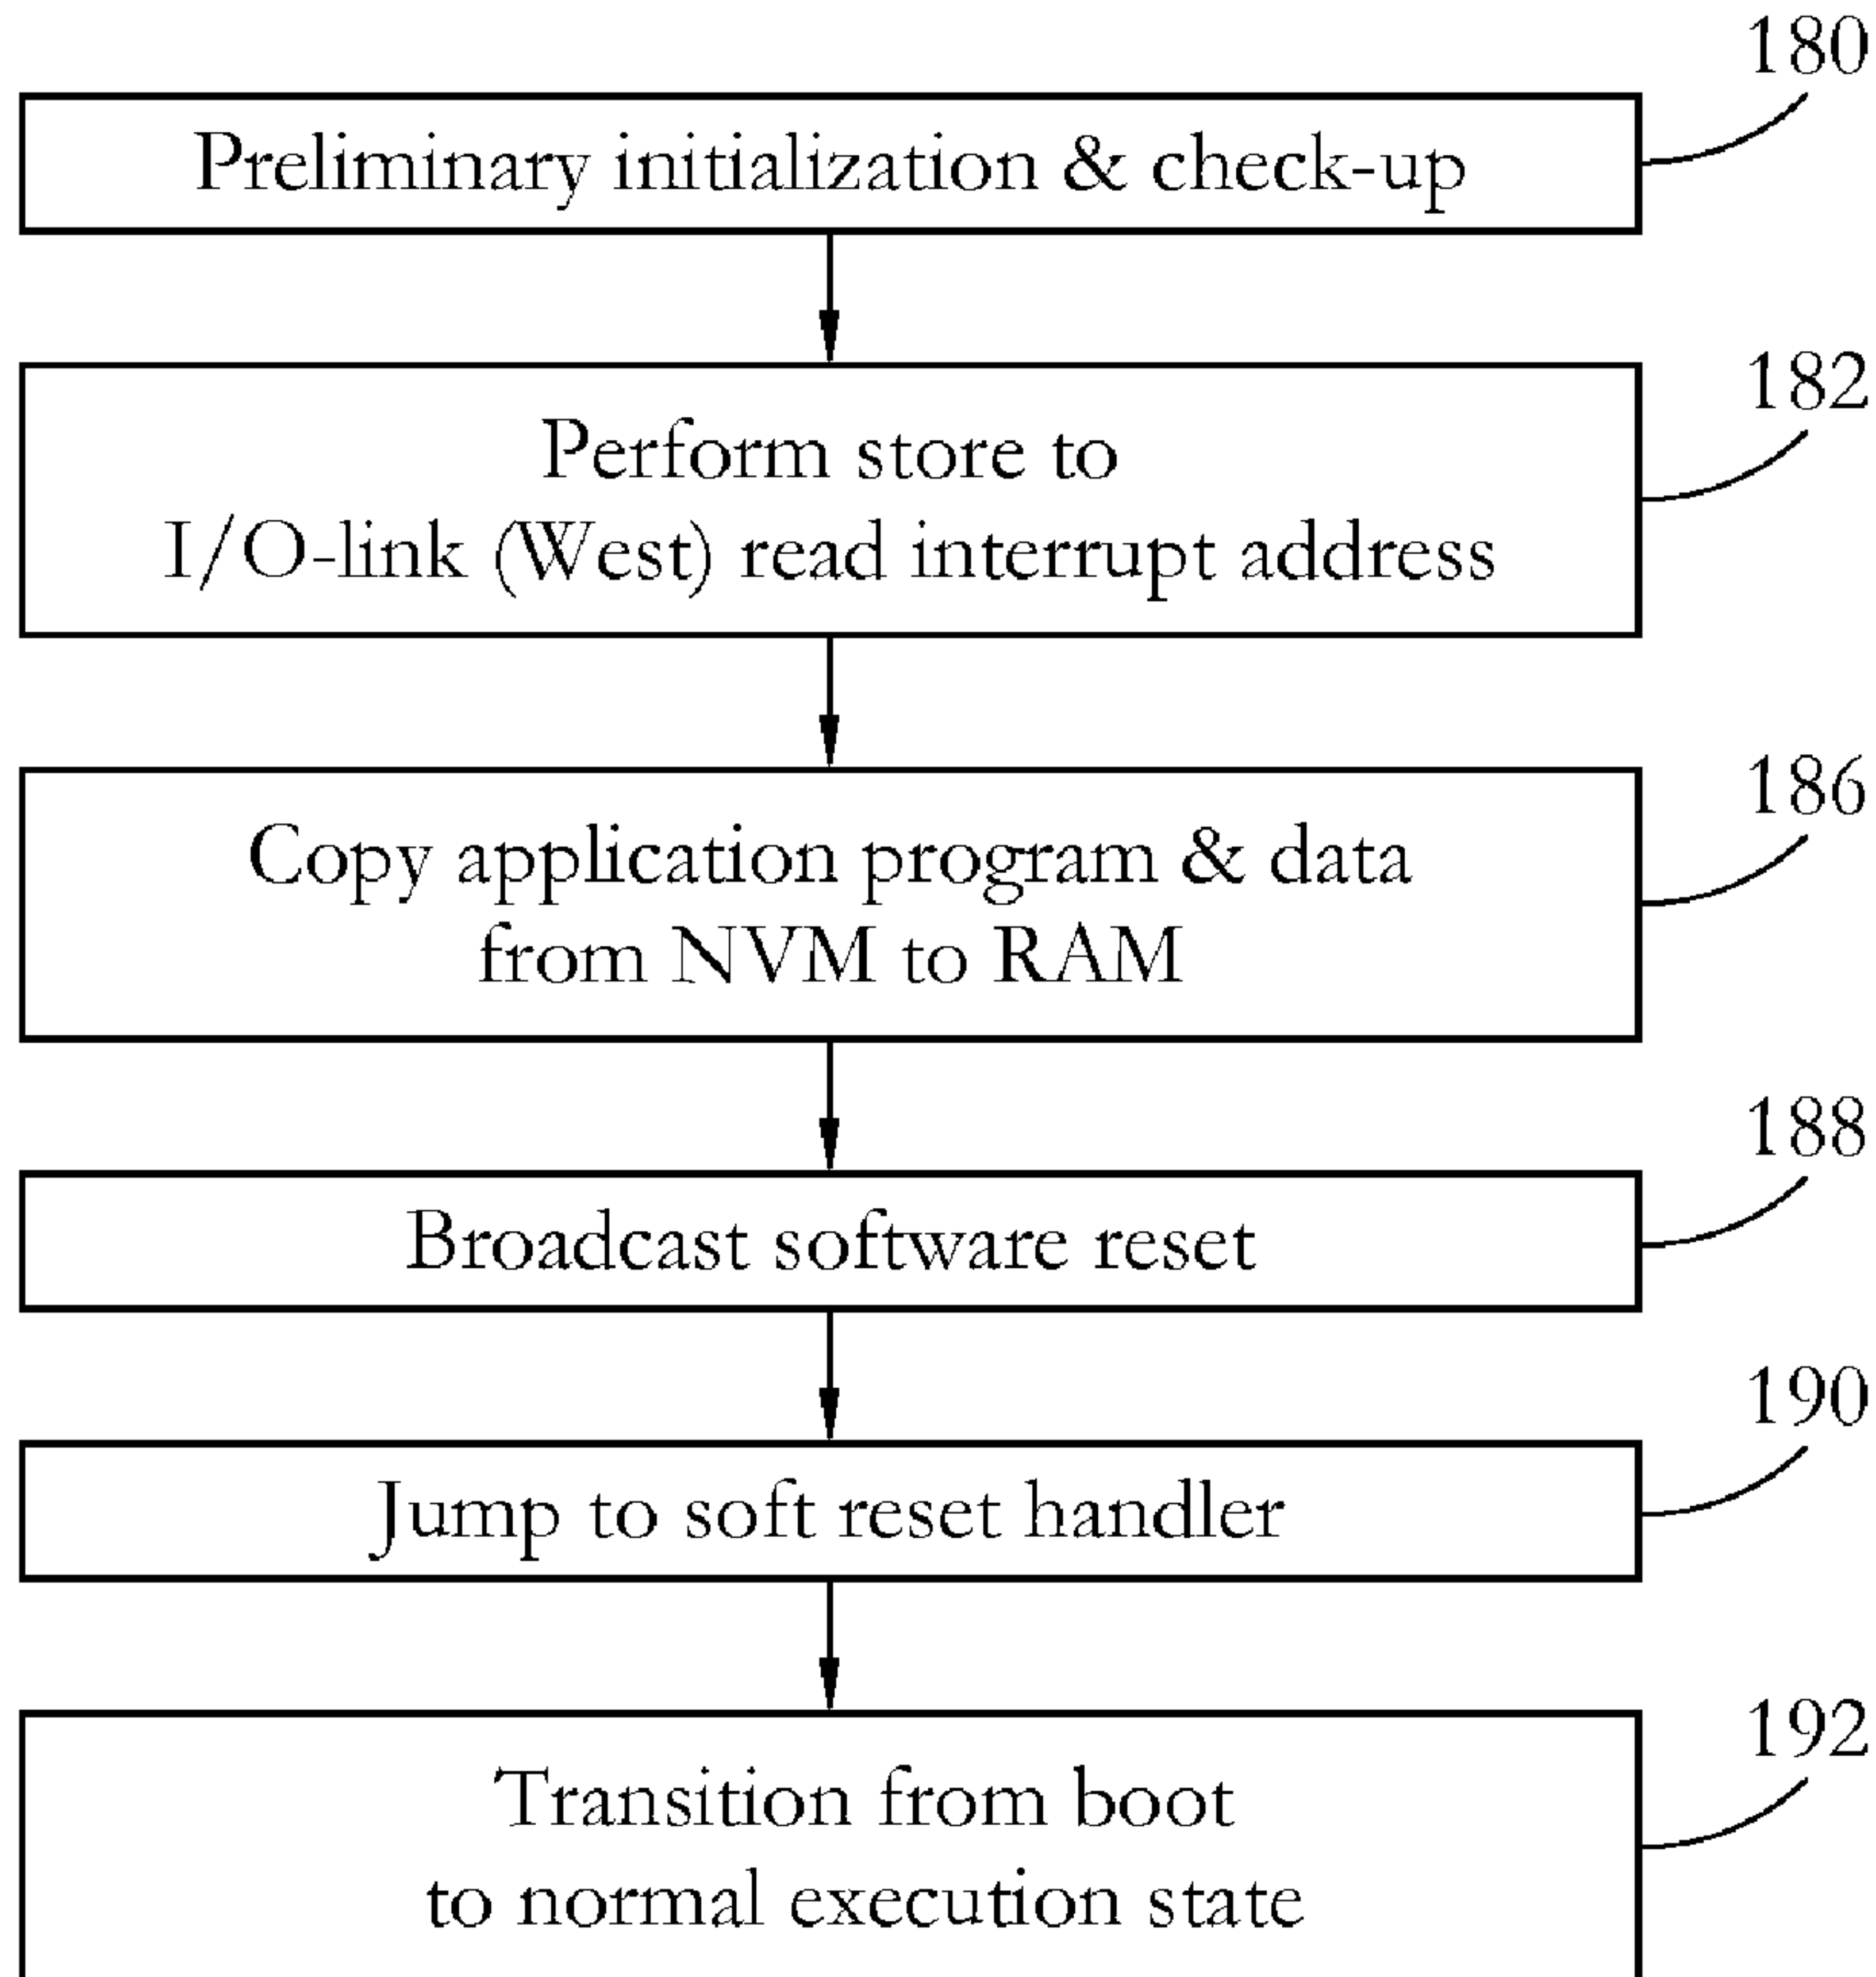 180
Preliminary initialization & check-up
182
Perform store to
I/O-link (West) read interrupt address
186
Copy application program & data
from NVM to RAM
188
Broadcast software reset
190
Jump to soft reset handler
192
Transition from boot
to normal execution state